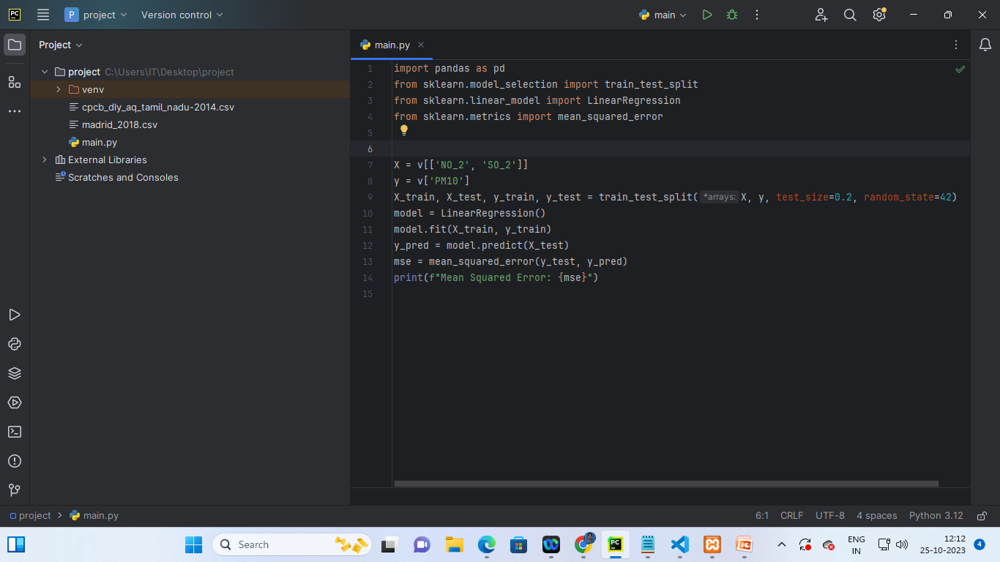 PC
P project
Version control
main
Project
main.py
project C:\Users\IT\Desktop\project
venv
cpcb_dly_aq_tamil_nadu-2014.csv
madrid_2018.csv
main.py
External Libraries
Scratches and Consoles
1 import pandas as pd
2 from sklearn.model_selection import train_test_split
3 from sklearn.linear_model import LinearRegression
4 from sklearn.metrics import mean_squared_error
5
6
7 X = v[['NO_2', 'SO_2']]
8 y = v['PM10']
9 X_train, X_test, y_train, y_test = train_test_split( *arrays: X, y, test_size=0.2, random_state=42)
10 model = LinearRegression()
11 model.fit(X_train, y_train)
12 y_pred = model.predict(X_test)
13 mse = mean_squared_error(y_test, y_pred)
14 print(f"Mean Squared Error: {mse}")
15
project > main.py
6:1 CRLF UTF-8 4 spaces Python 3.12
Search
PC
ENG
IN
12:12
25-10-2023
4